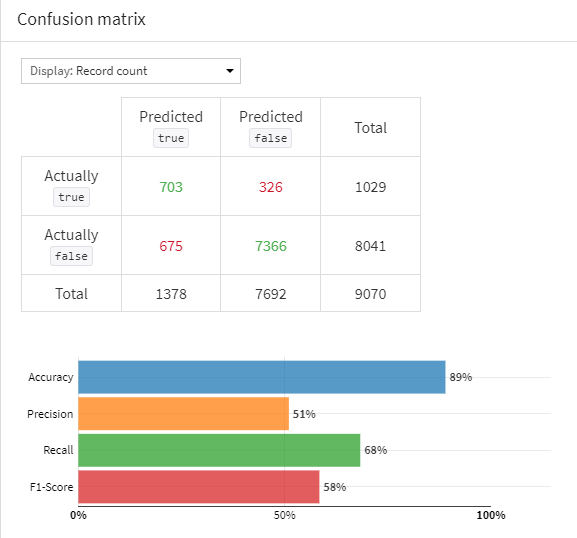 Confusion matrix
Display: Record count
Predicted Predicted Total
true false
Actually 703 326 1029
true
Actually 675 7366 8041
false
Total 1378 7692 9070
Accuracy 89%
Precision 51%
Recall 68%
F1-Score 58%
0% 50% 100%